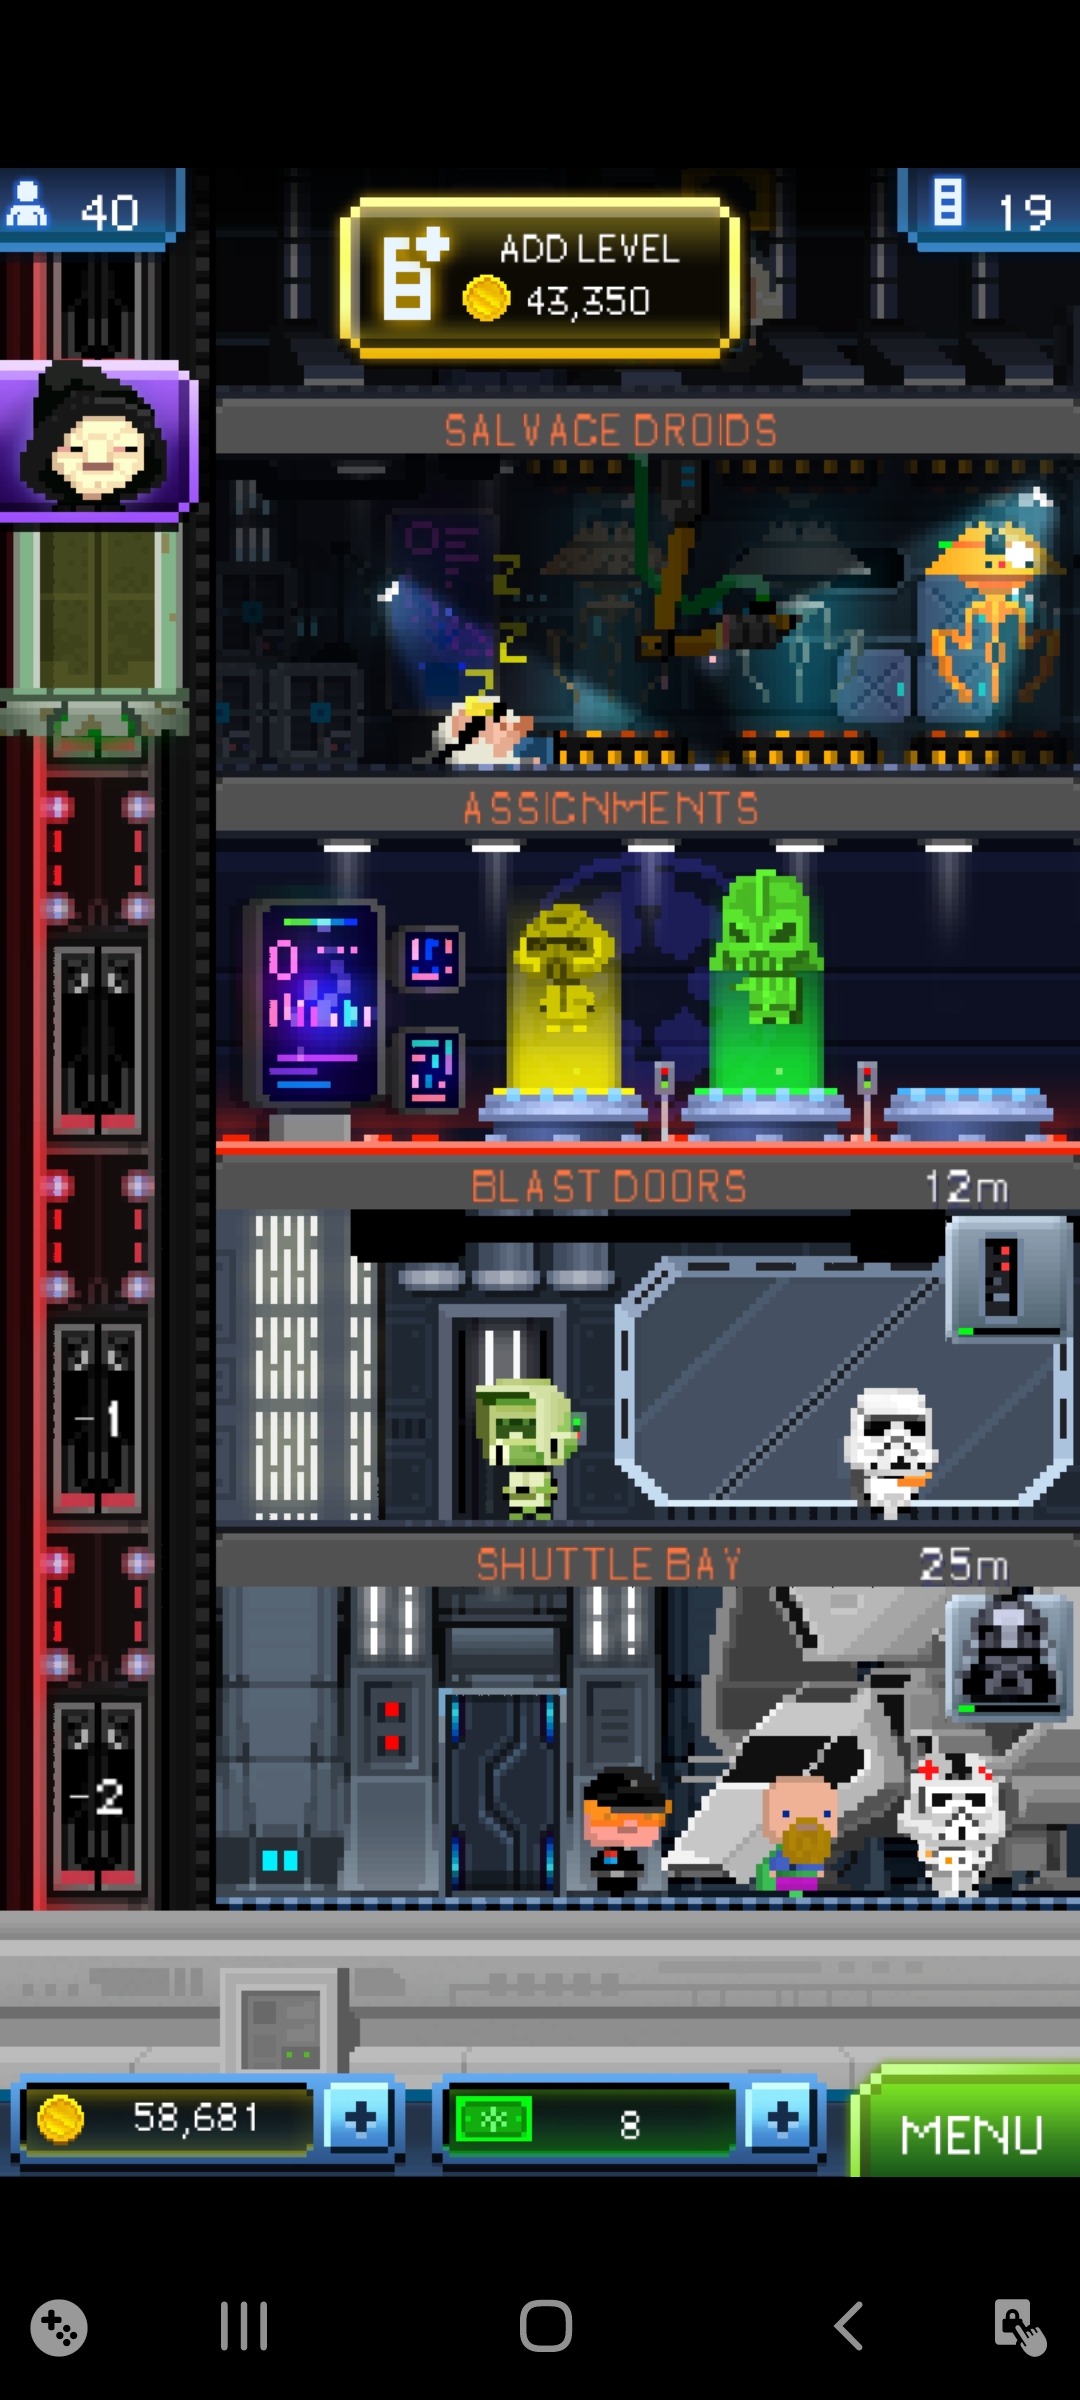 40
ADD LEVEL
43,350
19
SALVAGE DROIDS
Z
Z
Z
ASSIGNMENTS
BLAST DOORS 12m
-1
SHUTTLE BAY 25m
-2
58,681
8
MENU